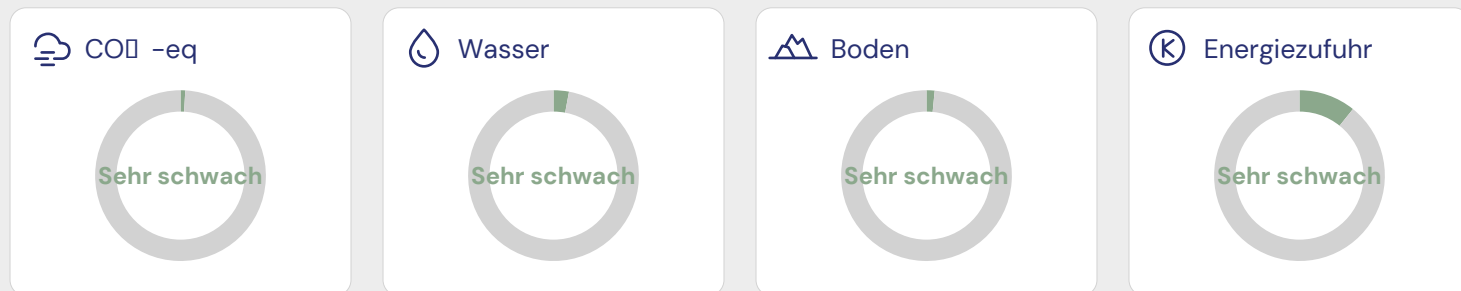 CO▯ -eq
Wasser
Boden
Energiezufuhr
Sehr schwach
Sehr schwach
Sehr schwach
Sehr schwach